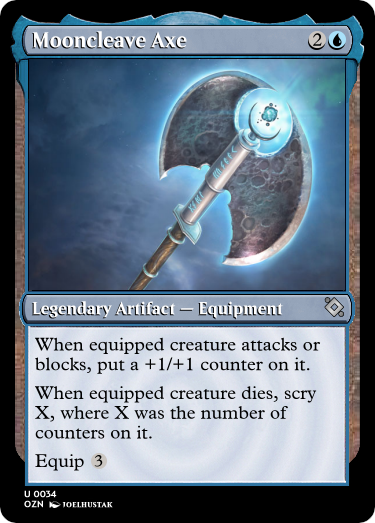 Mooncleave Axe 2
Legendary Artifact — Equipment
When equipped creature attacks or
blocks, put a +1/+1 counter on it.
When equipped creature dies, scry
X, where X was the number of
counters on it.
Equip 3
U 0034
OZN JOELHUSTAK